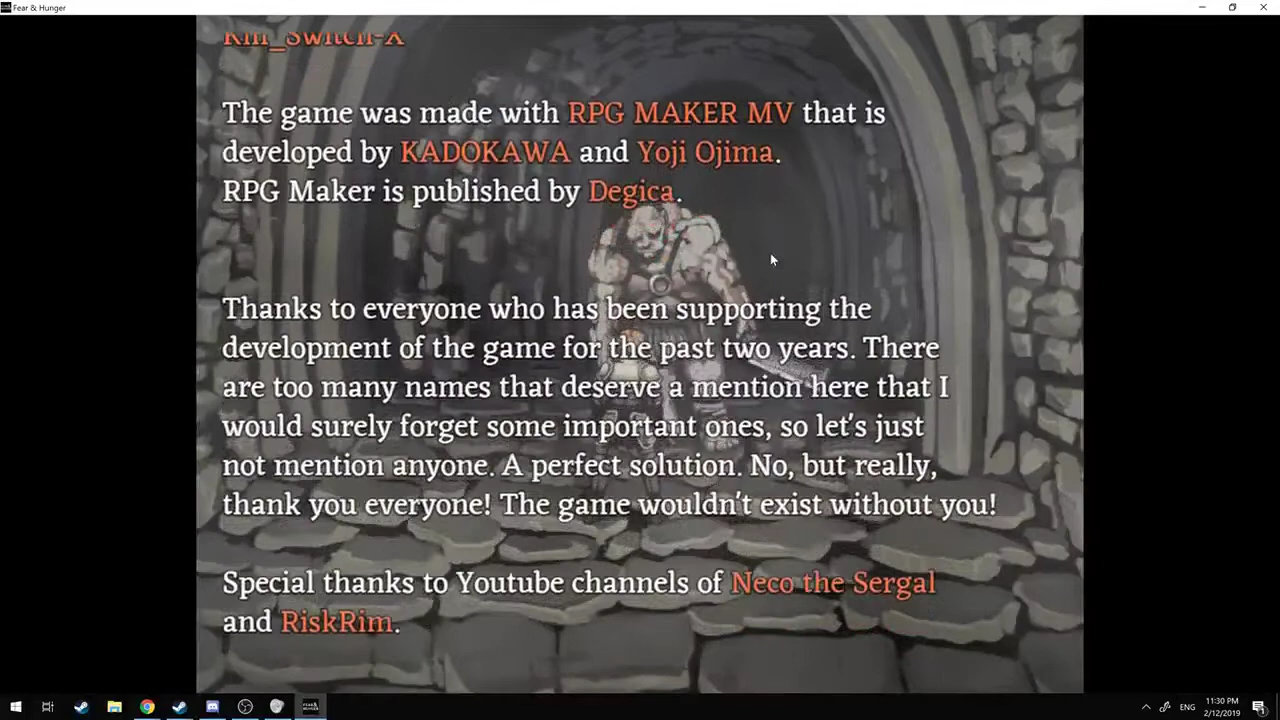 Fear & Hunger
Kim_Switch-X
The game was made with RPG MAKER MV that is
developed by KADOKAWA and Yoji Ojima.
RPG Maker is published by Degica.
Thanks to everyone who has been supporting the
development of the game for the past two years. There
are too many names that deserve a mention here that I
would surely forget some important ones, so let's just
not mention anyone. A perfect solution. No, but really,
thank you everyone! The game wouldn't exist without you!
Special thanks to Youtube channels of Neco the Sergal
and RiskRim.
FEAR & HUNGER
ENG
11:30 PM
2/12/2019